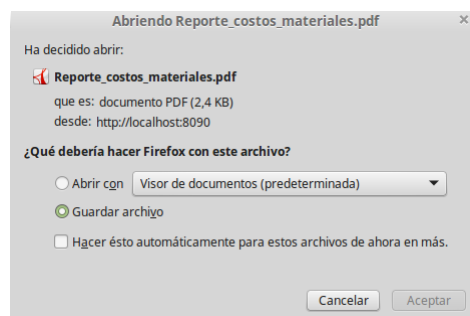 Abriendo Reporte_costos_materiales.pdf
Ha decidido abrir:
Reporte_costos_materiales.pdf
que es: documento PDF (2,4 KB)
desde: http://localhost:8090
¿Qué debería hacer Firefox con este archivo?
Abrir con Visor de documentos (predeterminada)
Guardar archivo
Hacer ésto automáticamente para estos archivos de ahora en más.
Cancelar Aceptar